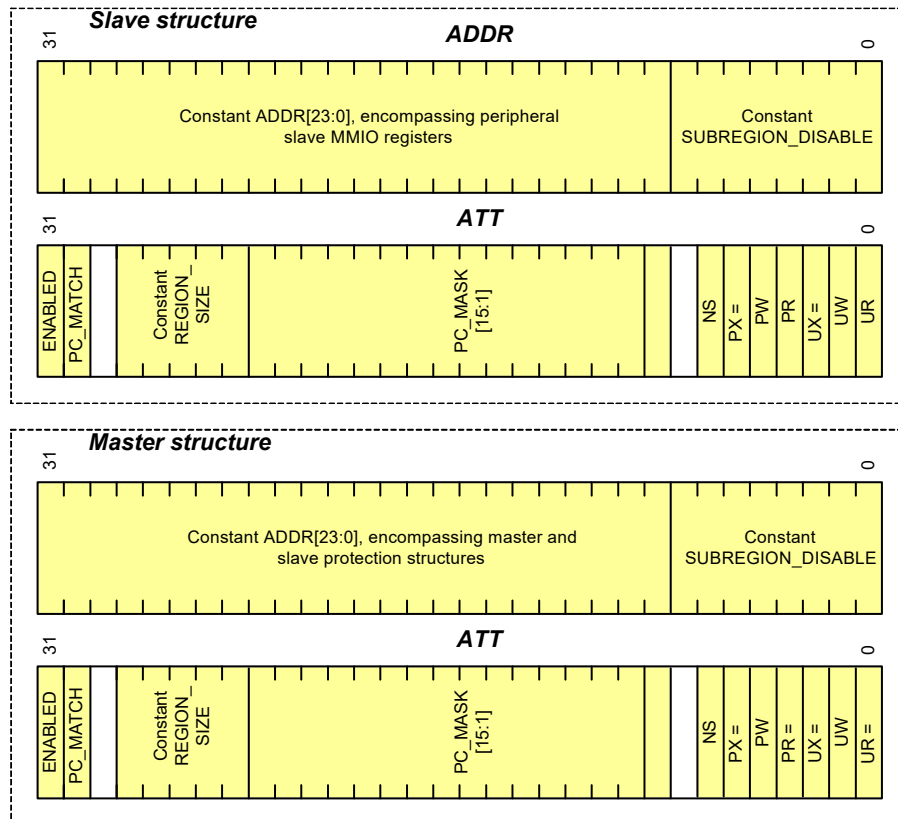 Slave structure
ADDR
31
0
Constant ADDR[23:0], encompassing peripheral
slave MMIO registers
Constant
SUBREGION_DISABLE
ATT
31
0
ENABLED
PC_MATCH
Constant
REGION_
SIZE
PC_MASK
[15:1]
NS
PX =
PW
PR
UX =
UW
UR
Master structure
31
0
Constant ADDR[23:0], encompassing master and
slave protection structures
Constant
SUBREGION_DISABLE
ATT
31
0
ENABLED
PC_MATCH
Constant
REGION_
SIZE
PC_MASK
[15:1]
NS
PX =
PW
PR =
UX =
UW
UR =